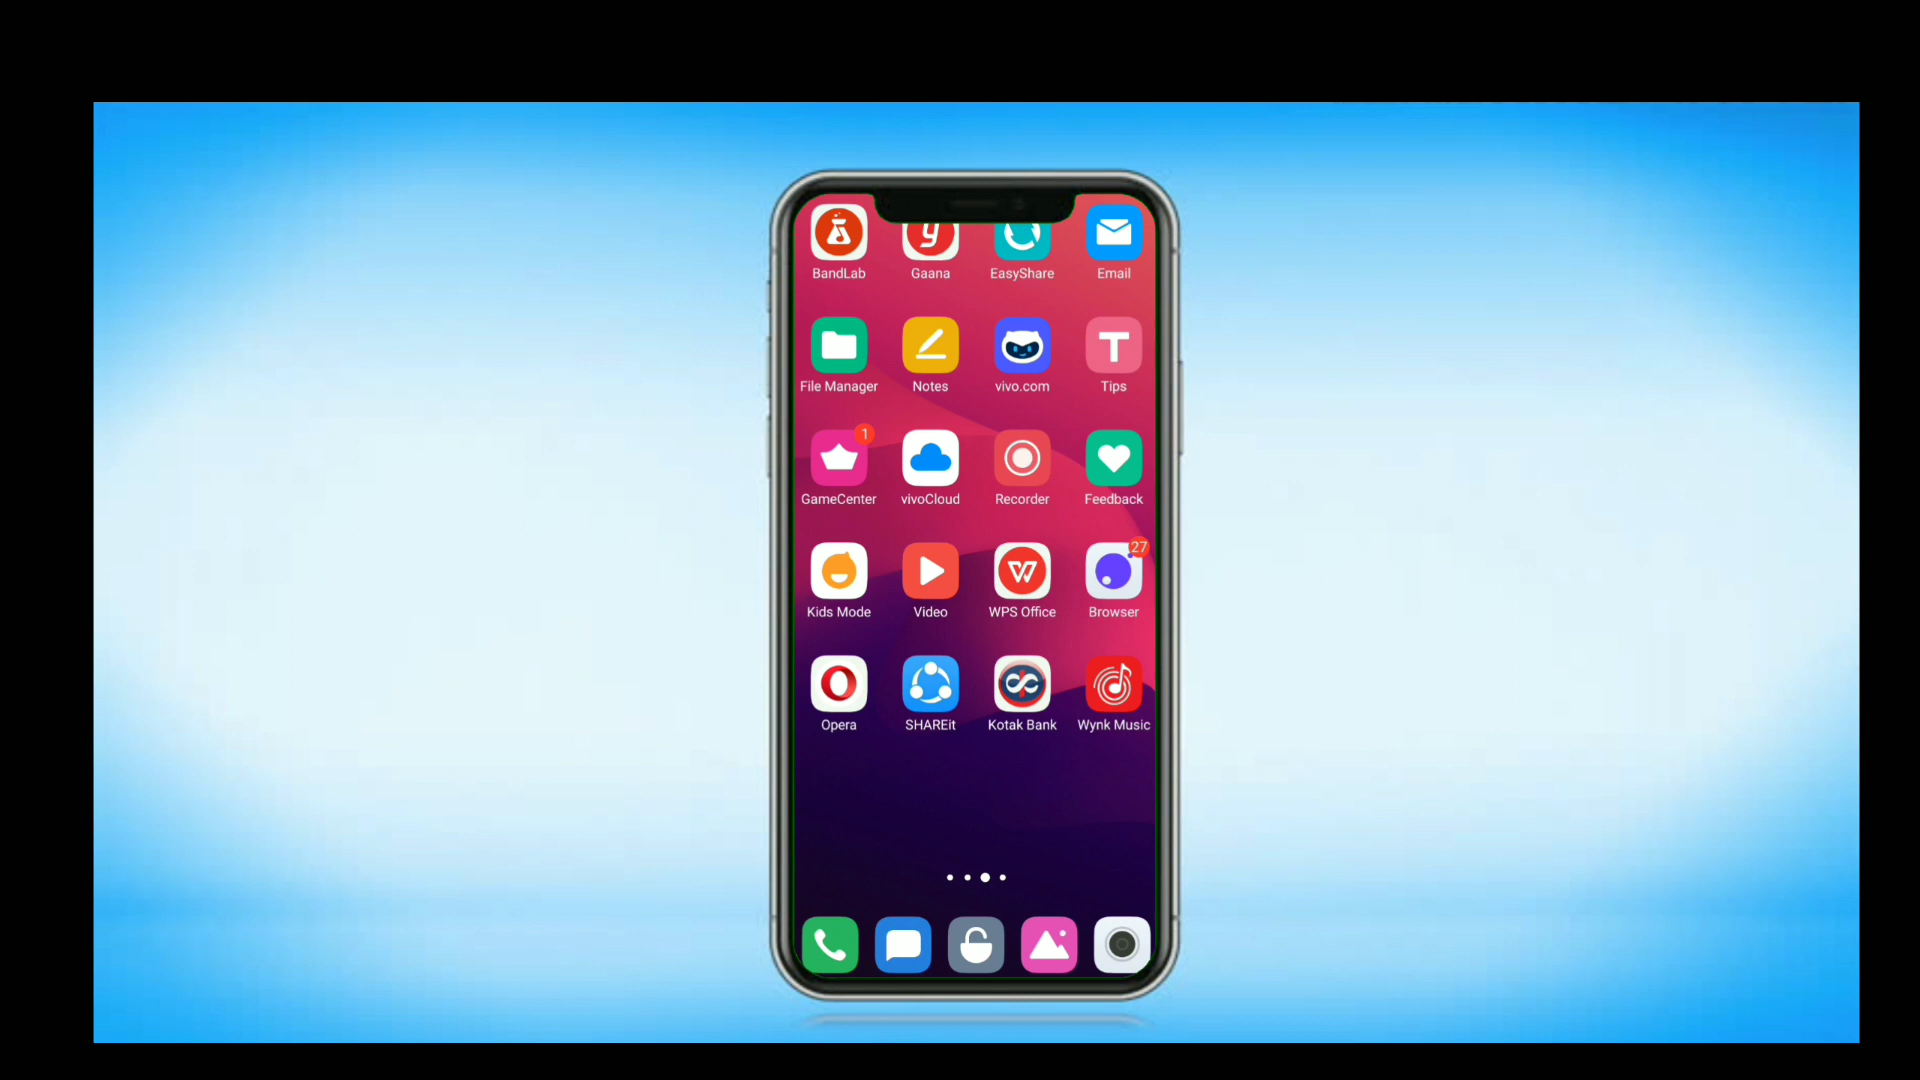 BandLab Gaana EasyShare Email
File Manager Notes vivo.com Tips
1
GameCenter vivoCloud Recorder Feedback
27
Kids Mode Video WPS Office Browser
Opera SHAREit Kotak Bank Wynk Music